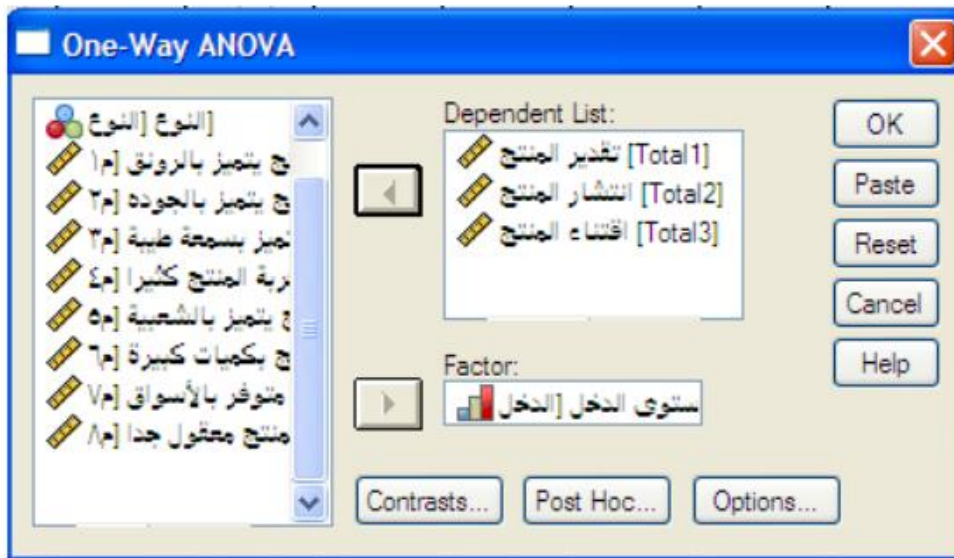 One-Way ANOVA
النوع [النوع]
ج يتميز بالرونق [م١
ج يتميز بالجوده [م٢
تميز بسمعة طيبة [م٣
ربة المنتج كثيرا [م٤
ج يتميز بالشعبية [م٥
ج بكميات كبيرة [م٦
متوفر بالأسواق [م٧
منتج معقول جدا [م٨
Dependent List:
تقدير المنتج [Total1]
انتشار المنتج [Total2]
اقتناء المنتج [Total3]
Factor:
ستوى الدخل [الدخل
OK
Paste
Reset
Cancel
Help
Contrasts...
Post Hoc...
Options...